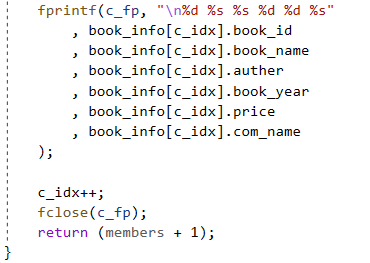 fprintf(c_fp, "\n%d %s %s %d %d %s"
, book_info[c_idx].book_id
, book_info[c_idx].book_name
, book_info[c_idx].auther
, book_info[c_idx].book_year
, book_info[c_idx].price
, book_info[c_idx].com_name
);
c_idx++;
fclose(c_fp);
return (members + 1);
}